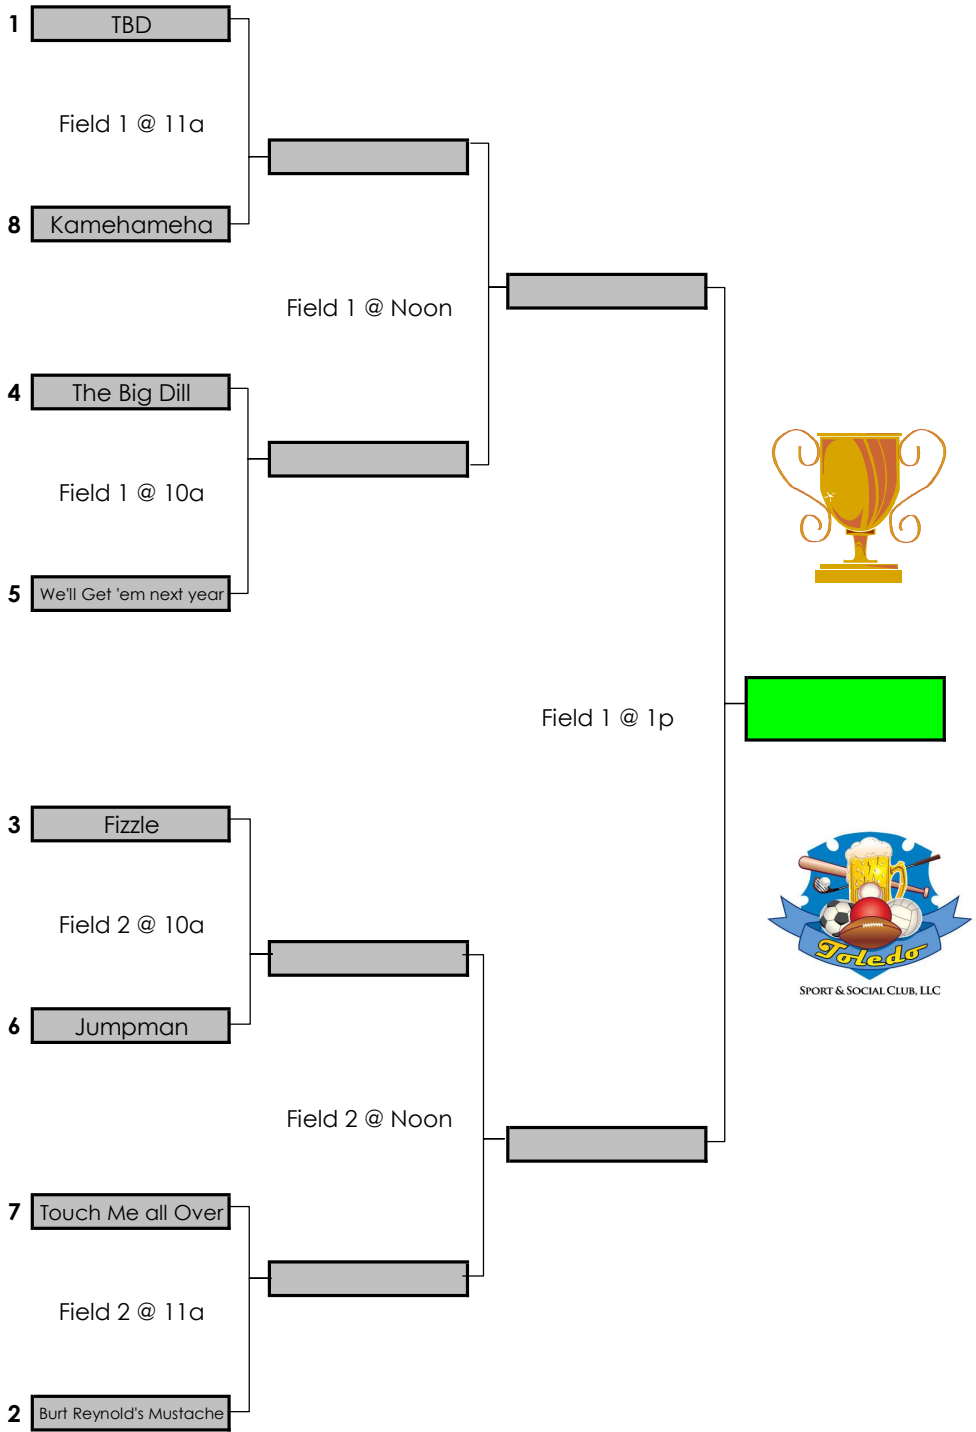 1 TBD
Field 1 @ 11a
8 Kamehameha
Field 1 @ Noon
4 The Big Dill
Field 1 @ 10a
5 We'll Get 'em next year
Field 1 @ 1p
3 Fizzle
Field 2 @ 10a
6 Jumpman
Field 2 @ Noon
7 Touch Me all Over
Field 2 @ 11a
2 Burt Reynold's Mustache
Toledo
SPORT & SOCIAL CLUB, LLC